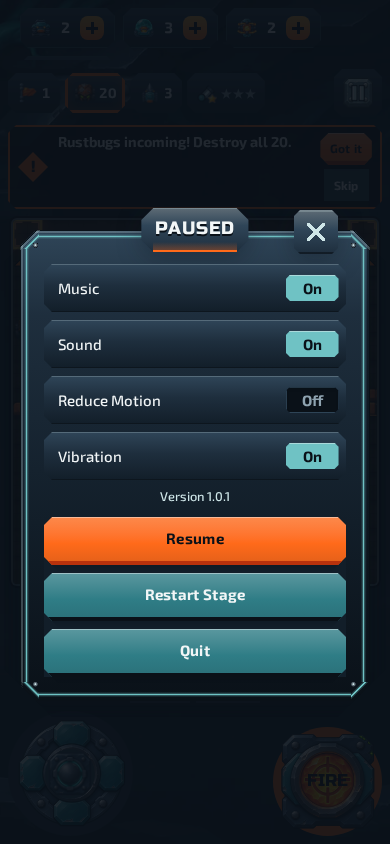 2 3 2
1 20 3
Rustbugs incoming! Destroy all 20.
Got it
Skip
PAUSED
Music On
Sound On
Reduce Motion Off
Vibration On
Version 1.0.1
Resume
Restart Stage
Quit
FIRE